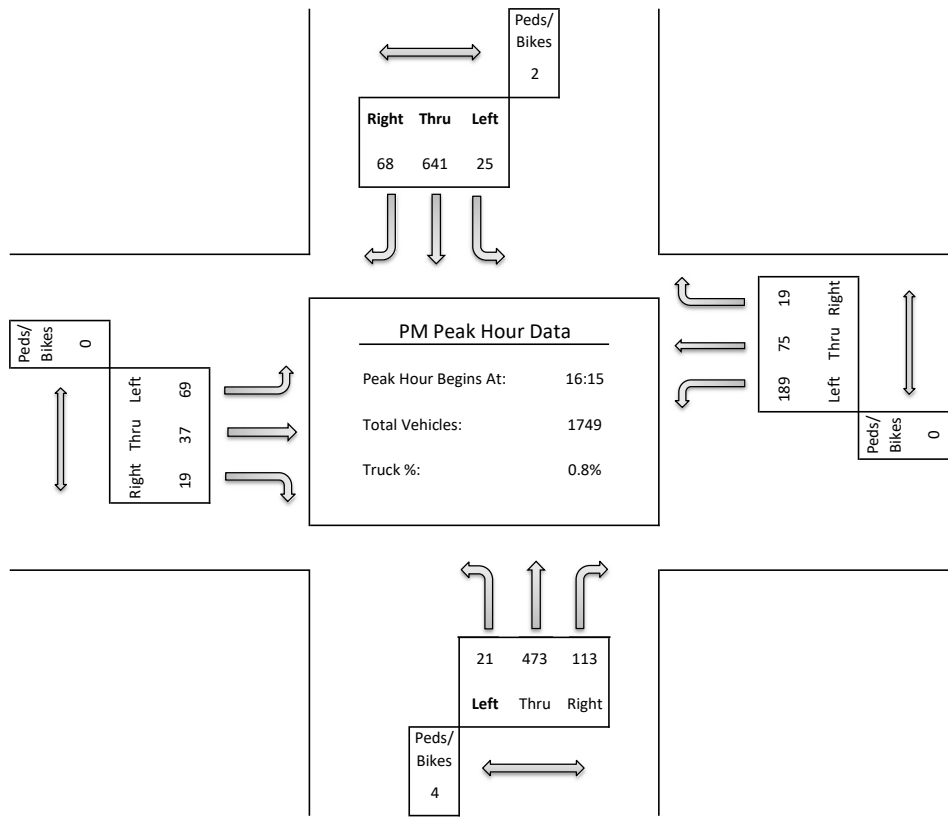 Peds/
Bikes
2
Right Thru Left
68 641 25
Peds/
Bikes
0
Left 69
Thru 37
Right 19
PM Peak Hour Data
Peak Hour Begins At: 16:15
Total Vehicles: 1749
Truck %: 0.8%
19 Right
75 Thru
189 Left
Peds/
Bikes
0
21 473 113
Left Thru Right
Peds/
Bikes
4